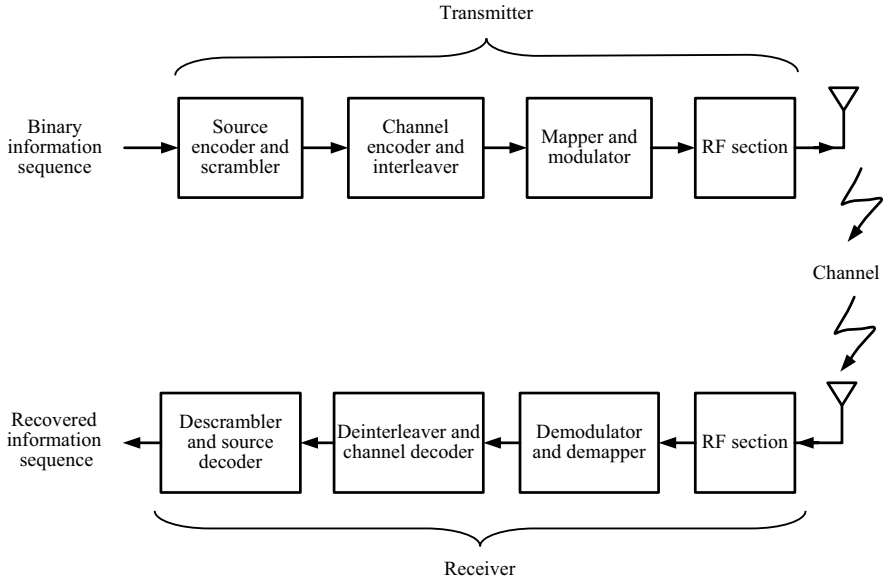 Transmitter
Binary
information
sequence
Source
encoder and
scrambler
Channel
encoder and
interleaver
Mapper and
modulator
RF section
Channel
Recovered
information
sequence
Descrambler
and source
decoder
Deinterleaver and
channel decoder
Demodulator
and demapper
RF section
Receiver